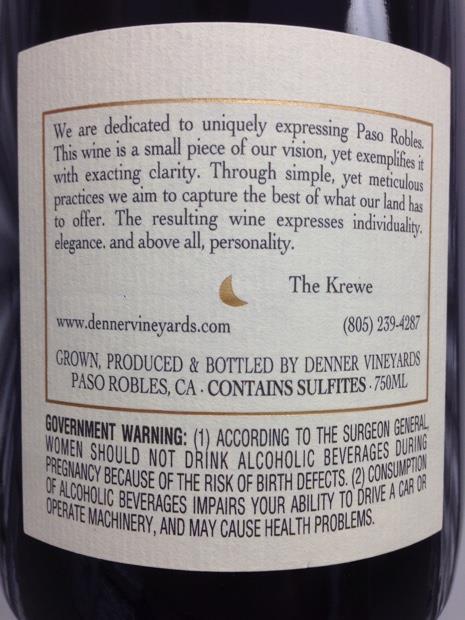 We are dedicated to uniquely expressing Paso Robles.
This wine is a small piece of our vision, yet exemplifies it
with exacting clarity. Through simple, yet meticulous
practices we aim to capture the best of what our land has
to offer. The resulting wine expresses individuality,
elegance. and above all, personality.
The Krewe
www.dennervineyards.com (805) 239-4287
GROWN, PRODUCED & BOTTLED BY DENNER VINEYARDS
PASO ROBLES, CA · CONTAINS SULFITES · 750ML
GOVERNMENT WARNING: (1) ACCORDING TO THE SURGEON GENERAL,
WOMEN SHOULD NOT DRINK ALCOHOLIC BEVERAGES DURING
PREGNANCY BECAUSE OF THE RISK OF BIRTH DEFECTS. (2) CONSUMPTION
OF ALCOHOLIC BEVERAGES IMPAIRS YOUR ABILITY TO DRIVE A CAR OR
OPERATE MACHINERY, AND MAY CAUSE HEALTH PROBLEMS.